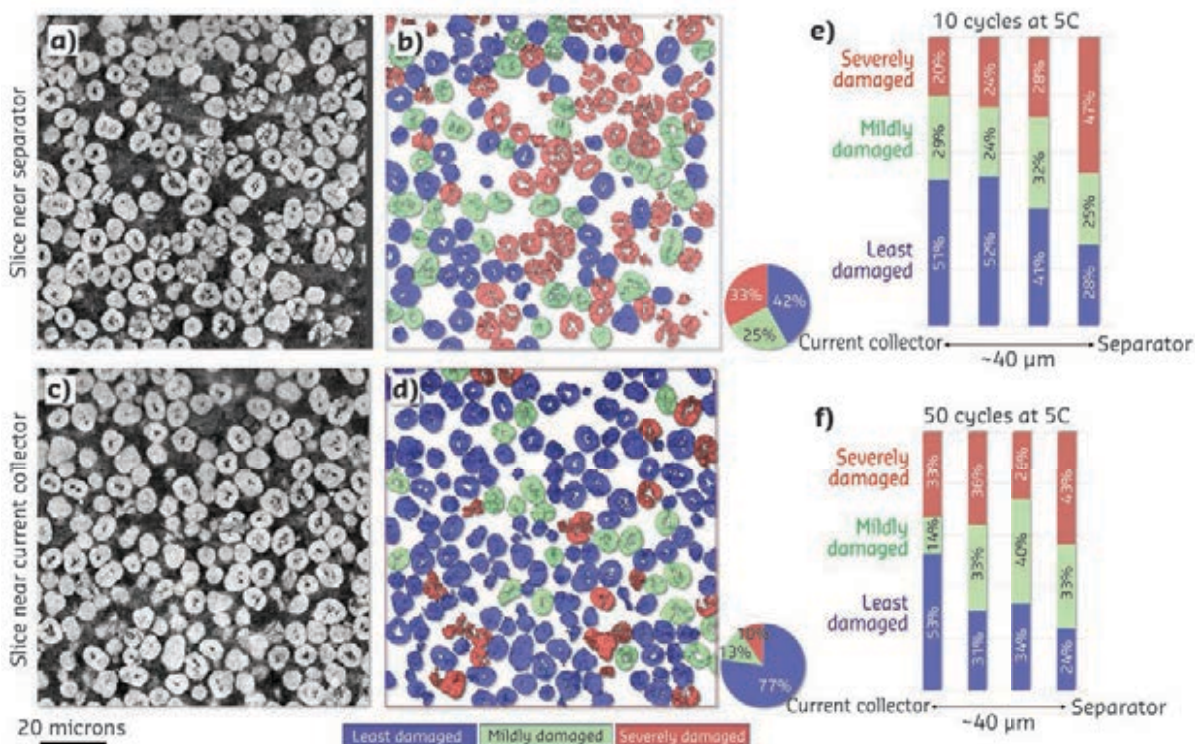 Slice near separator
a)
b)
33%
42%
25%
e)
10 cycles at 5C
Severely
damaged
Mildly
damaged
Least
damaged
20%
29%
51%
24%
24%
52%
28%
32%
41%
47%
25%
28%
Current collector
Separator
~40 μm
Slice near current collector
c)
d)
10%
13%
77%
f)
50 cycles at 5C
Severely
damaged
Mildly
damaged
Least
damaged
33%
14%
53%
36%
33%
31%
40%
34%
43%
33%
24%
Current collector
Separator
~40 μm
20 microns
Least damaged
Mildly damaged
Severely damaged